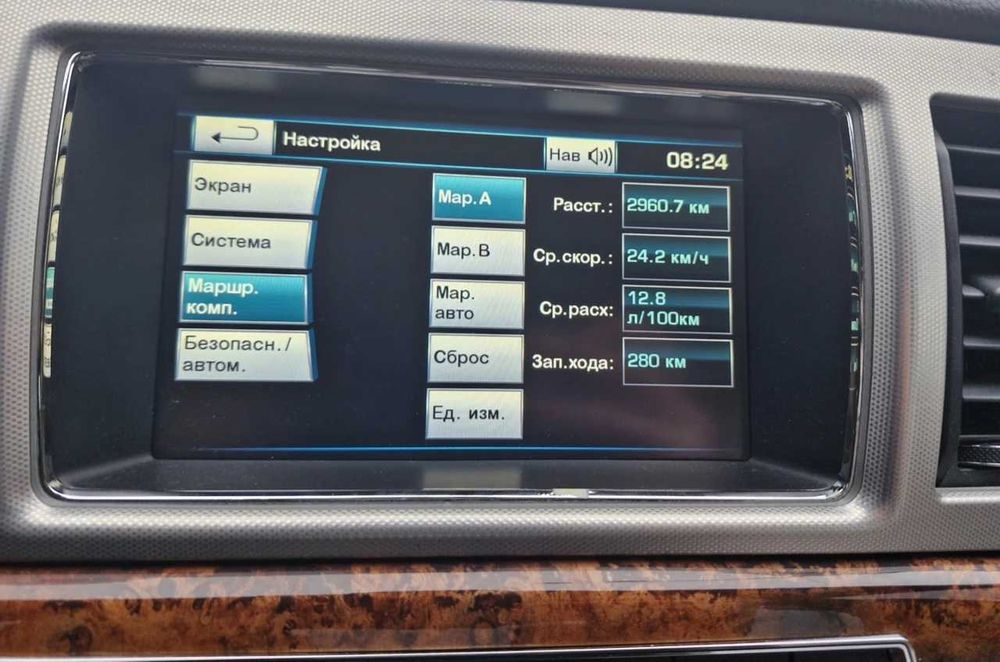 Настройка
Нав
08:24
Экран
Система
Маршр.
комп.
Безопасн./
автом.
Мар.A
Мар.B
Мар.
авто
Сброс
Ед. изм.
Расст.: 2960.7 км
Ср.скор.: 24.2 км/ч
Ср.расх: 12.8
л/100км
Зап.хода: 280 км